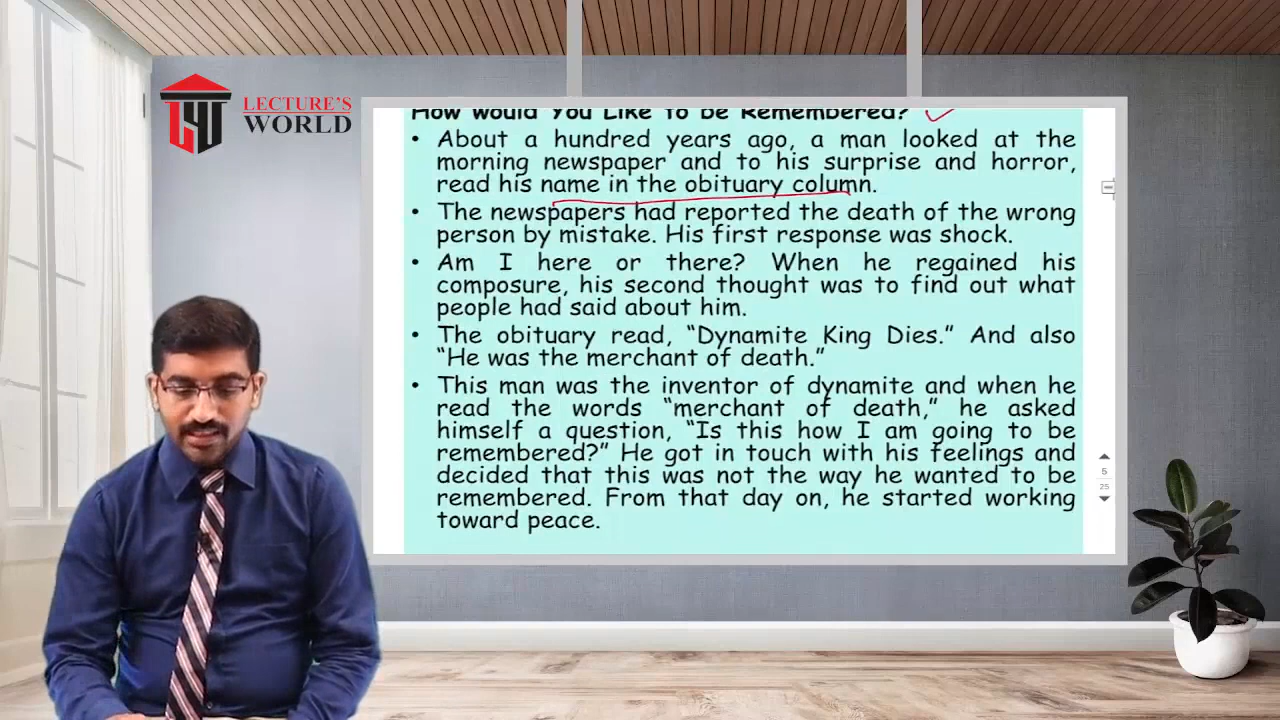 LECTURE'S
WORLD
How would You Like To be Remembered?
• About a hundred years ago, a man looked at the
morning newspaper and to his surprise and horror,
read his name in the obituary column.
• The newspapers had reported the death of the wrong
person by mistake. His first response was shock.
• Am I here or there? When he regained his
composure, his second thought was to find out what
people had said about him.
• The obituary read, “Dynamite King Dies.” And also
“He was the merchant of death.”
• This man was the inventor of dynamite and when he
read the words “merchant of death,” he asked
himself a question, “Is this how I am going to be
remembered?” He got in touch with his feelings and
decided that this was not the way he wanted to be
remembered. From that day on, he started working
toward peace.
5
25